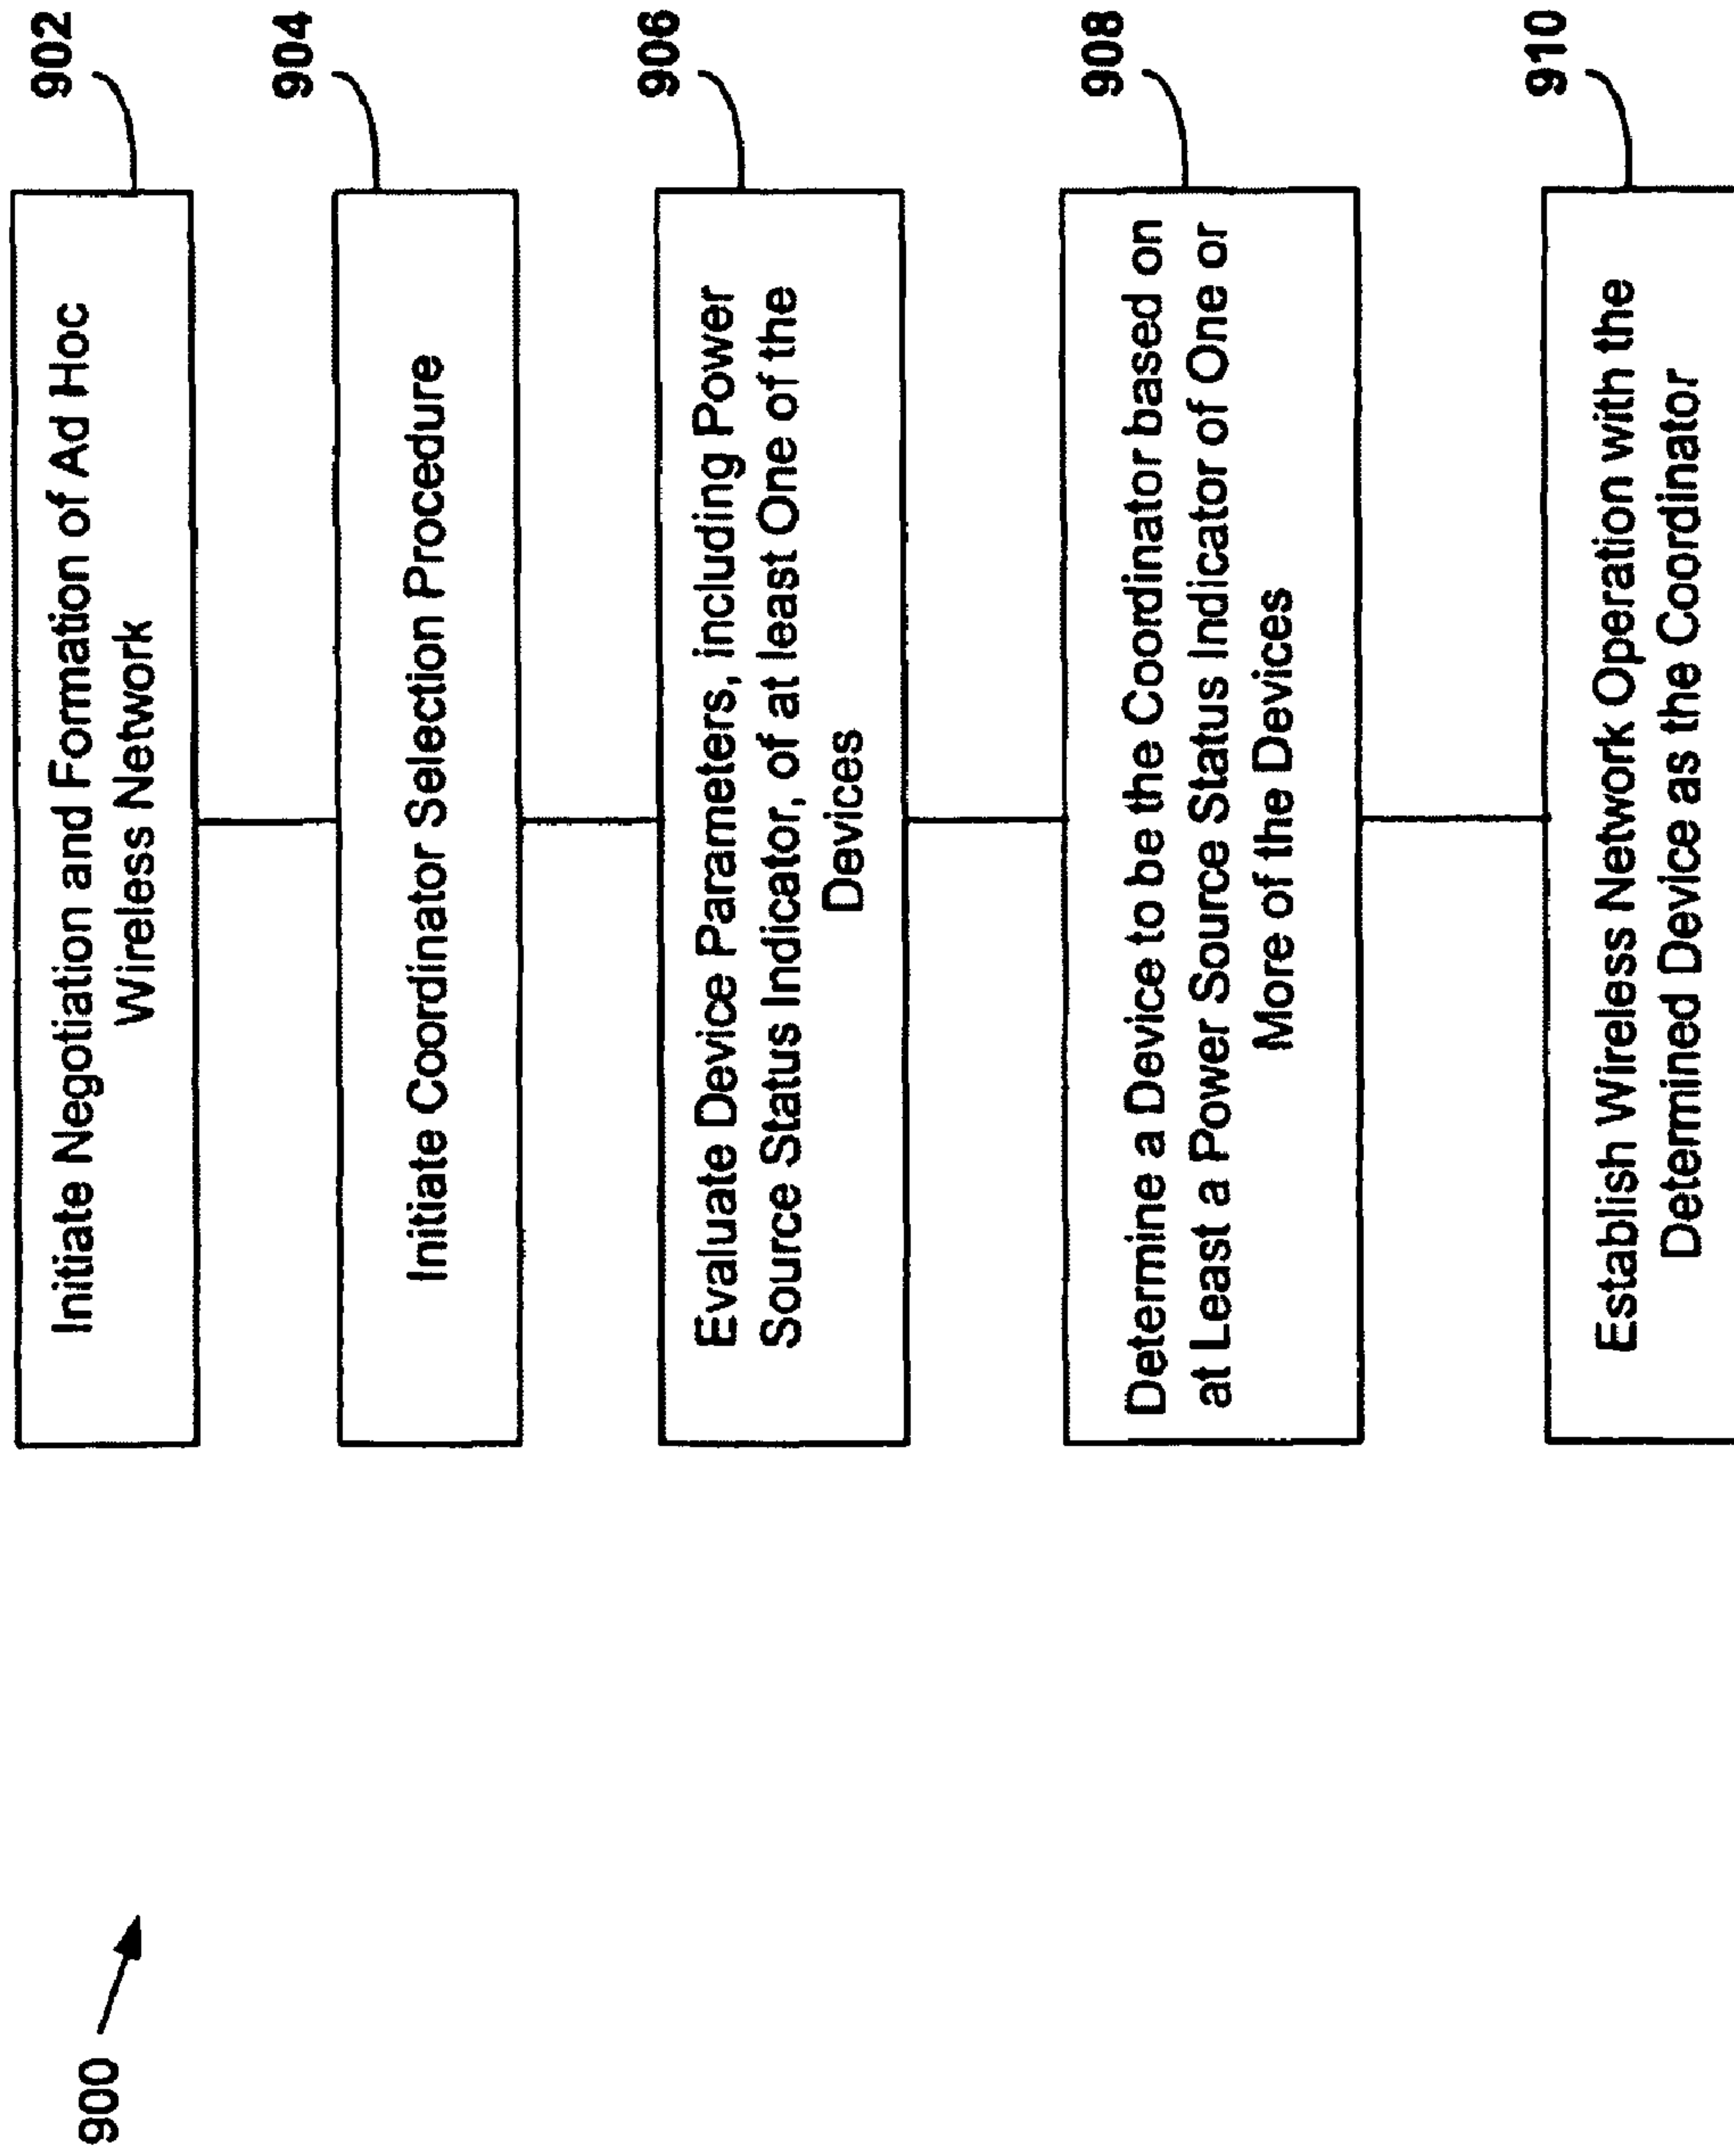 900
902
Initiate Negotiation and Formation of Ad Hoc
Wireless Network
904
Initiate Coordinator Selection Procedure
906
Evaluate Device Parameters, including Power
Source Status Indicator, of at least One of the
Devices
908
Determine a Device to be the Coordinator based on
at Least a Power Source Status Indicator of One or
More of the Devices
910
Establish Wireless Network Operation with the
Determined Device as the Coordinator